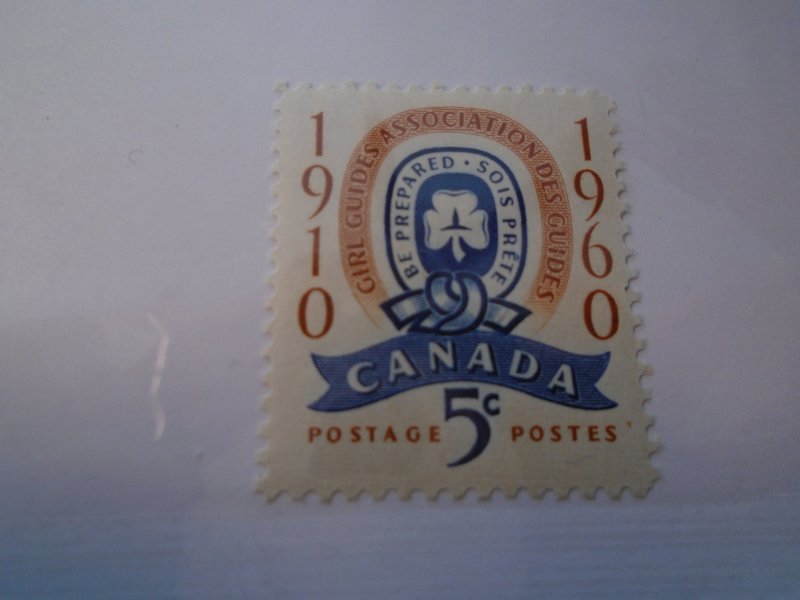 1910
1960
GIRL GUIDES ASSOCIATION DES GUIDES
BE PREPARED · SOIS PRÊTE
CANADA
5c
POSTAGE POSTES